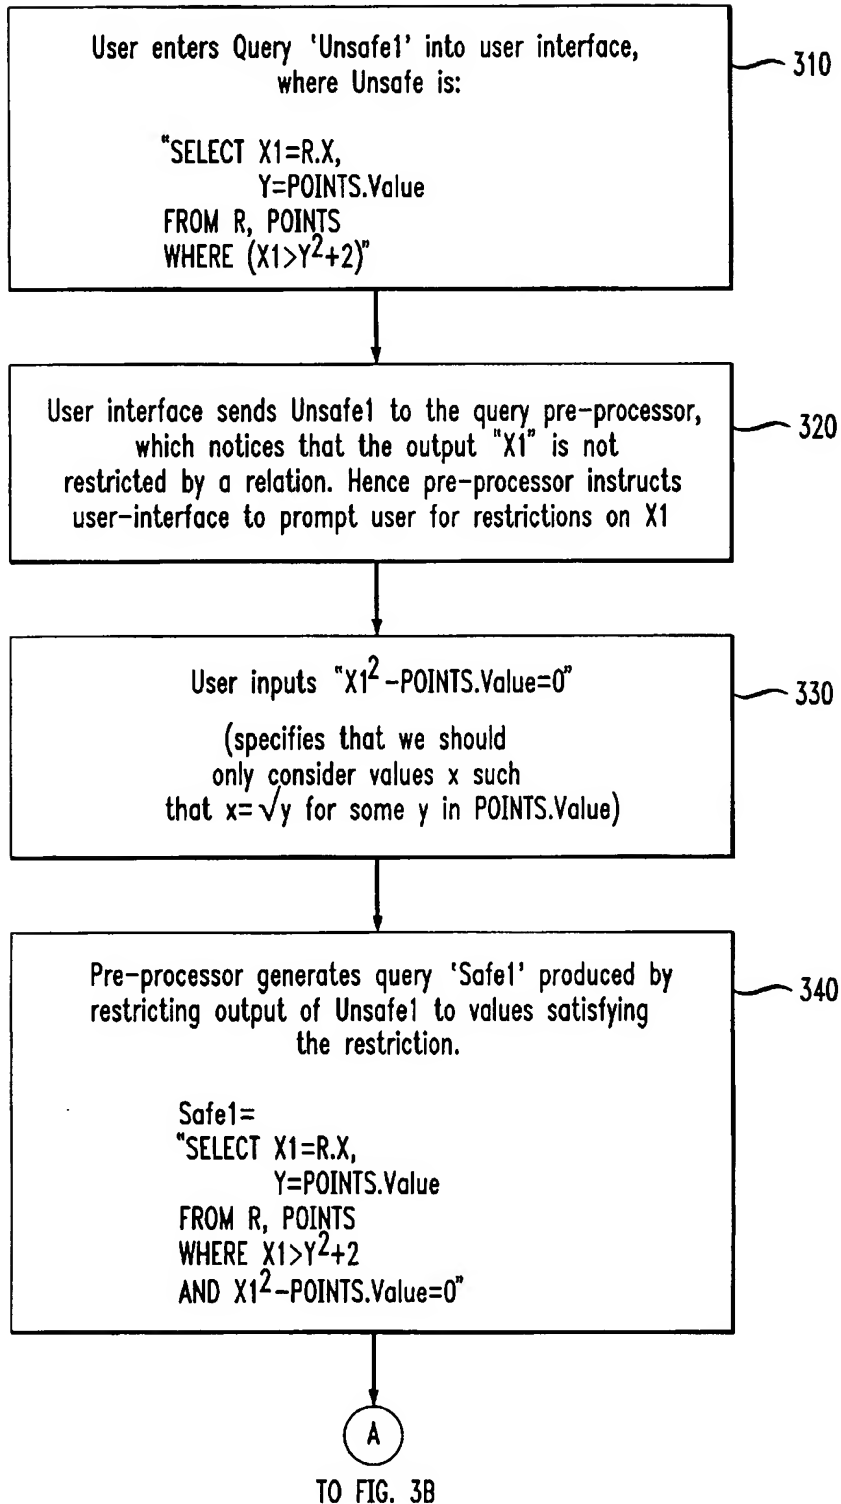 User enters Query 'Unsafe1' into user interface,
where Unsafe is:
"SELECT X1=R.X,
Y=POINTS.Value
FROM R, POINTS
WHERE (X1>Y²+2)"
310
User interface sends Unsafe1 to the query pre-processor,
which notices that the output "X1" is not
restricted by a relation. Hence pre-processor instructs
user-interface to prompt user for restrictions on X1
320
User inputs "X1²-POINTS.Value=0"
(specifies that we should
only consider values x such
that x=√y for some y in POINTS.Value)
330
Pre-processor generates query 'Safe1' produced by
restricting output of Unsafe1 to values satisfying
the restriction.
Safe1=
"SELECT X1=R.X,
Y=POINTS.Value
FROM R, POINTS
WHERE X1>Y²+2
AND X1²-POINTS.Value=0"
340
A
TO FIG. 3B